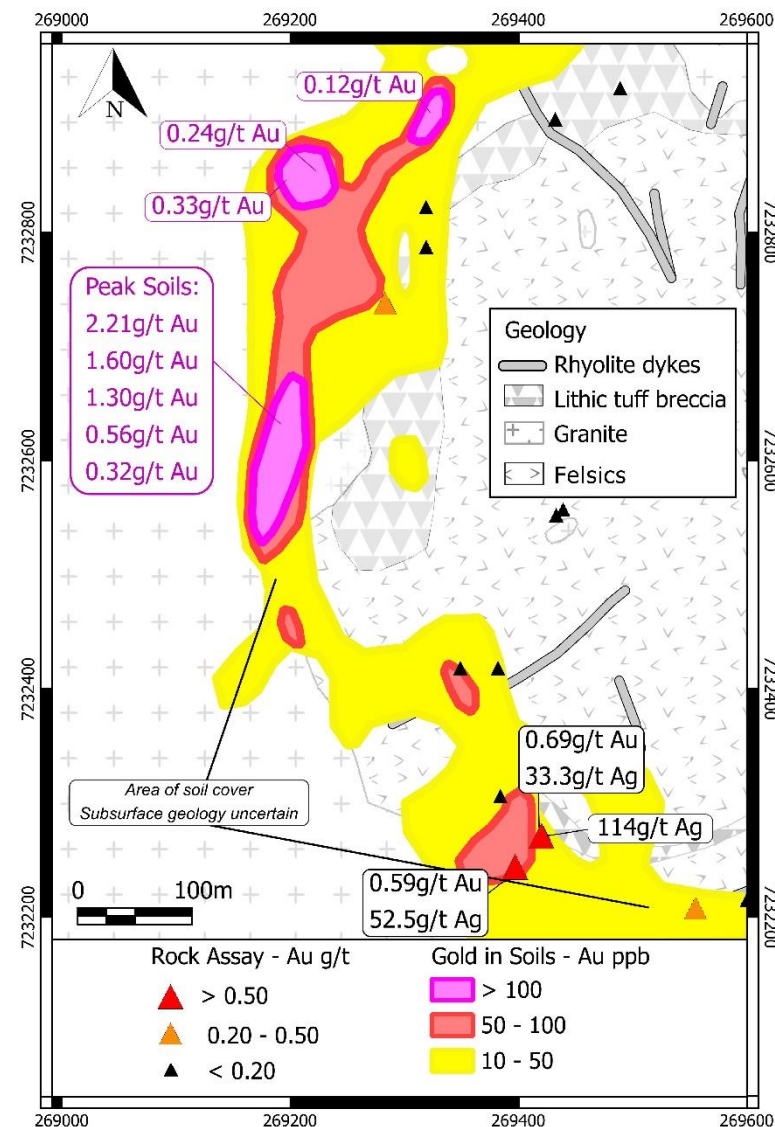 269000
269200
269400
269600
N
0.12g/t Au
0.24g/t Au
0.33g/t Au
7232800
7232800
Peak Soils:
2.21g/t Au
1.60g/t Au
1.30g/t Au
0.56g/t Au
0.32g/t Au
Geology
Rhyolite dykes
Lithic tuff breccia
Granite
Felsics
7232600
7232600
7232400
7232400
0.69g/t Au
33.3g/t Ag
Area of soil cover
Subsurface geology uncertain
114g/t Ag
0.59g/t Au
52.5g/t Ag
0 100m
7232200
7232200
Rock Assay - Au g/t
> 0.50
0.20 - 0.50
< 0.20
Gold in Soils - Au ppb
> 100
50 - 100
10 - 50
269000
269200
269400
269600